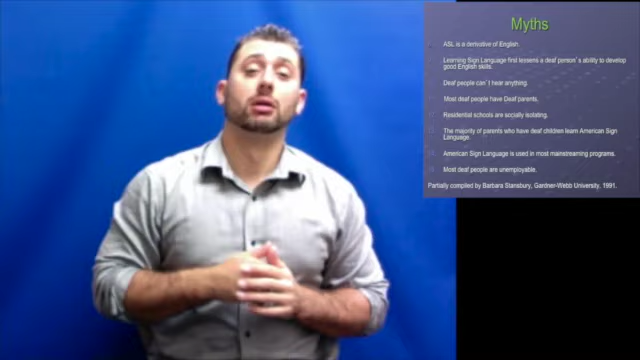 Myths
ASL is a derivative of English.
Learning Sign Language first lessens a deaf person's ability to develop
good English skills.
Deaf people can't hear anything.
Most deaf people have Deaf parents.
Residential schools are socially isolating.
The majority of parents who have deaf children learn American Sign
Language.
American Sign Language is used in most mainstreaming programs.
Most deaf people are unemployable.
Partially compiled by Barbara Stansbury, Gardner-Webb University, 1991.